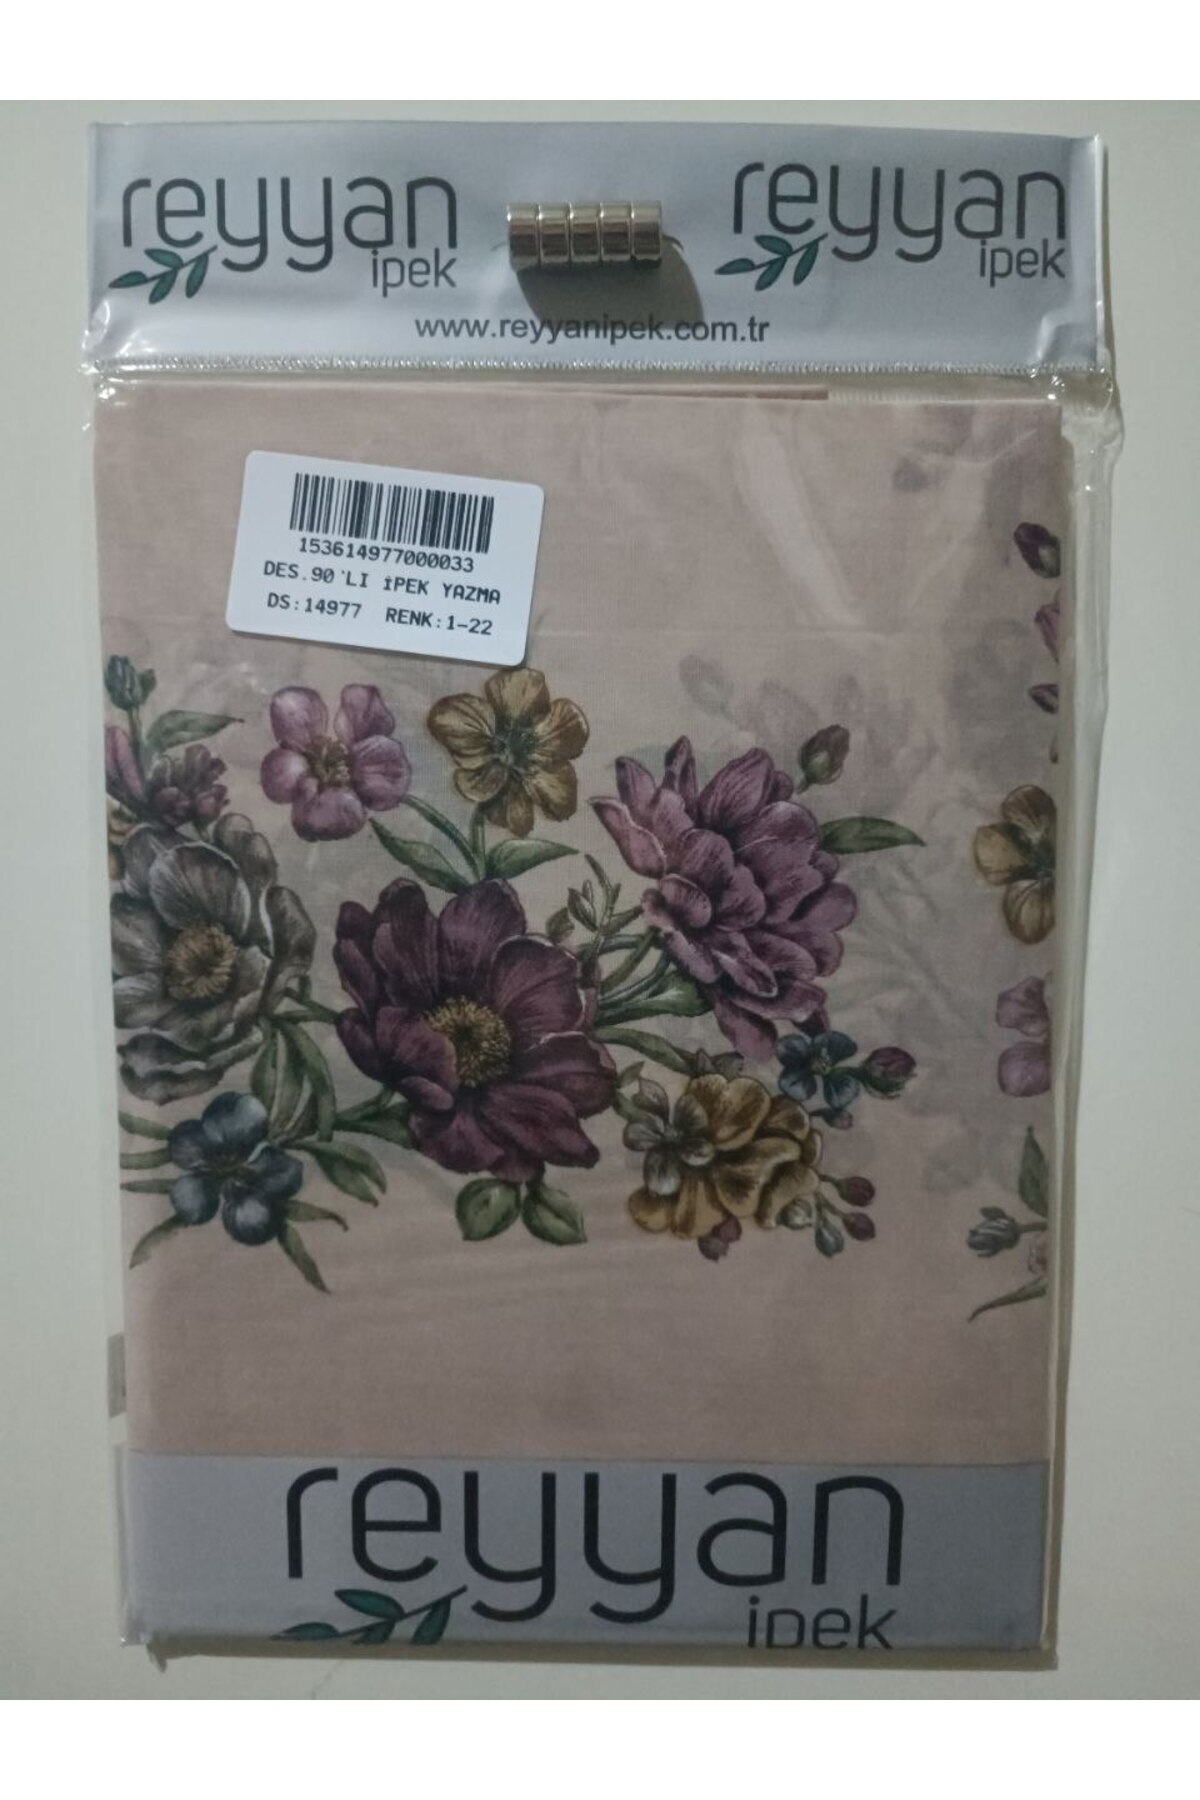 reyyan
ipek
reyyan
ipek
www.reyyanipek.com.tr
153614977000033
DES.90'LI İPEK YAZMA
DS:14977 RENK:1-22
reyyan
ipek